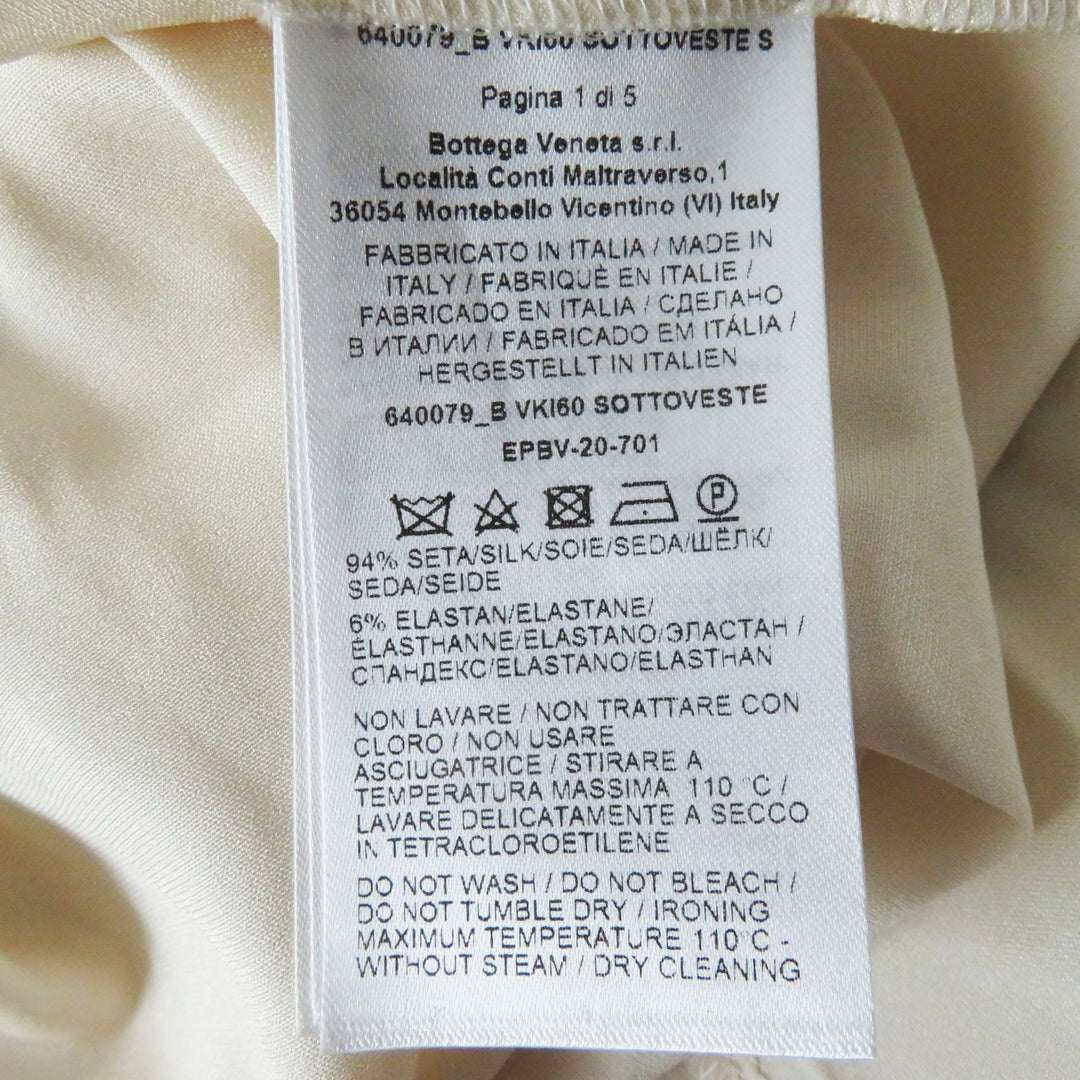 640079_B VKI60 SOTTOVESTE S
Pagina 1 di 5
Bottega Veneta s.r.l.
Località Conti Maltraverso,1
36054 Montebello Vicentino (VI) Italy
FABBRICATO IN ITALIA / MADE IN
ITALY / FABRIQUÈ EN ITALIE /
FABRICADO EN ITALIA / СДЕЛАНО
В ИТАЛИИ / FABRICADO EM ITÁLIA /
HERGESTELLT IN ITALIEN
640079_B VKI60 SOTTOVESTE
EPBV-20-701
P
94% SETA/SILK/SOIE/SEDA/ШЁЛК/
SEDA/SEIDE
6% ELASTAN/ELASTANE/
ÉLASTHANNE/ELASTANO/ЭЛАСТАН /
СПАНДЕКС/ELASTANO/ELASTHAN
NON LAVARE / NON TRATTARE CON
CLORO / NON USARE
ASCIUGATRICE / STIRARE A
TEMPERATURA MASSIMA 110 °C /
LAVARE DELICATAMENTE A SECCO
IN TETRACLOROETILENE
DO NOT WASH / DO NOT BLEACH /
DO NOT TUMBLE DRY / IRONING
MAXIMUM TEMPERATURE 110°C -
WITHOUT STEAM / DRY CLEANING